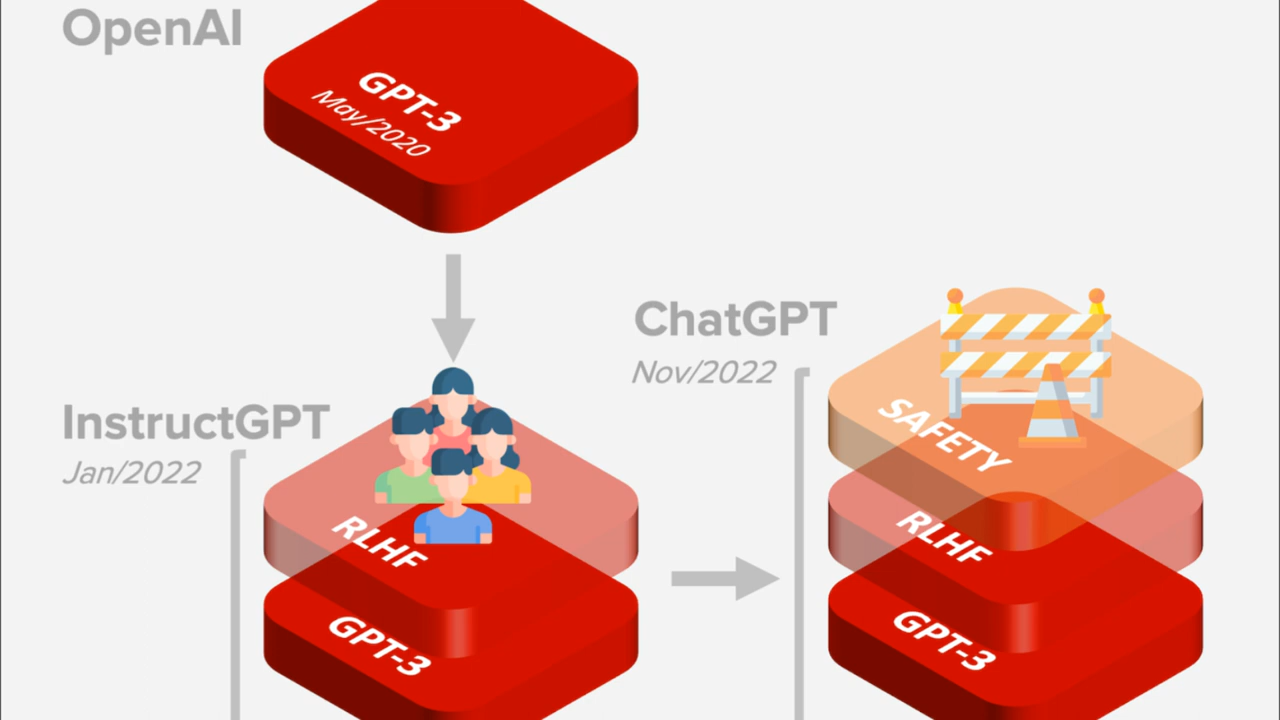 OpenAI
GPT-3
May/2020
InstructGPT
Jan/2022
RLHF
GPT-3
ChatGPT
Nov/2022
SAFETY
RLHF
GPT-3